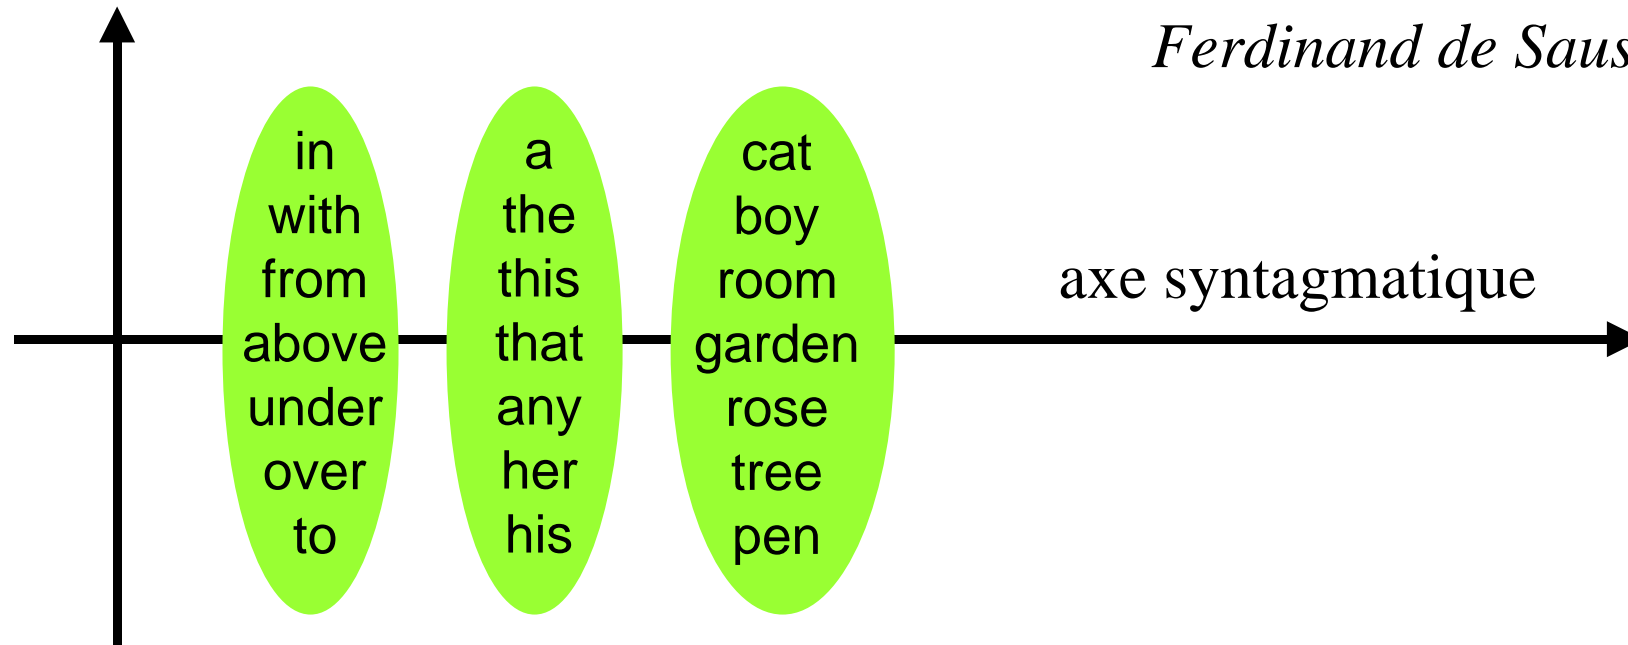 Ferdinand de Saus
in
with
from
above
under
over
to
a
the
this
that
any
her
his
cat
boy
room
garden
rose
tree
pen
axe syntagmatique